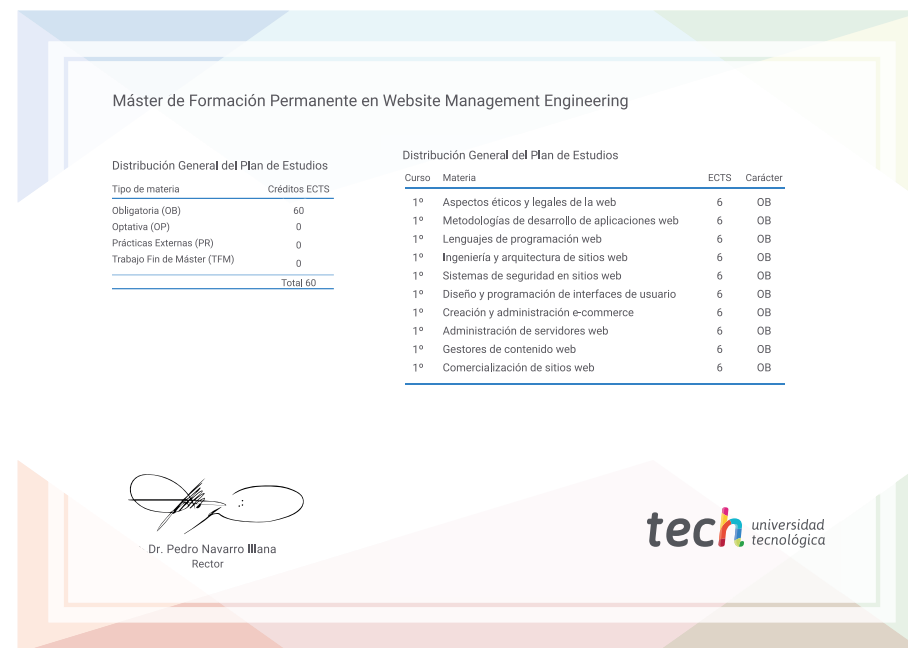 Máster de Formación Permanente en Website Management Engineering
Distribución General del Plan de Estudios
Tipo de materia Créditos ECTS
Obligatoria (OB) 60
Optativa (OP) 0
Prácticas Externas (PR) 0
Trabajo Fin de Máster (TFM) 0
Total 60
Distribución General del Plan de Estudios
Curso Materia ECTS Carácter
1º Aspectos éticos y legales de la web 6 OB
1º Metodologías de desarrollo de aplicaciones web 6 OB
1º Lenguajes de programación web 6 OB
1º Ingeniería y arquitectura de sitios web 6 OB
1º Sistemas de seguridad en sitios web 6 OB
1º Diseño y programación de interfaces de usuario 6 OB
1º Creación y administración e-commerce 6 OB
1º Administración de servidores web 6 OB
1º Gestores de contenido web 6 OB
1º Comercialización de sitios web 6 OB
Dr. Pedro Navarro Illana
Rector
tech universidad
tecnológica